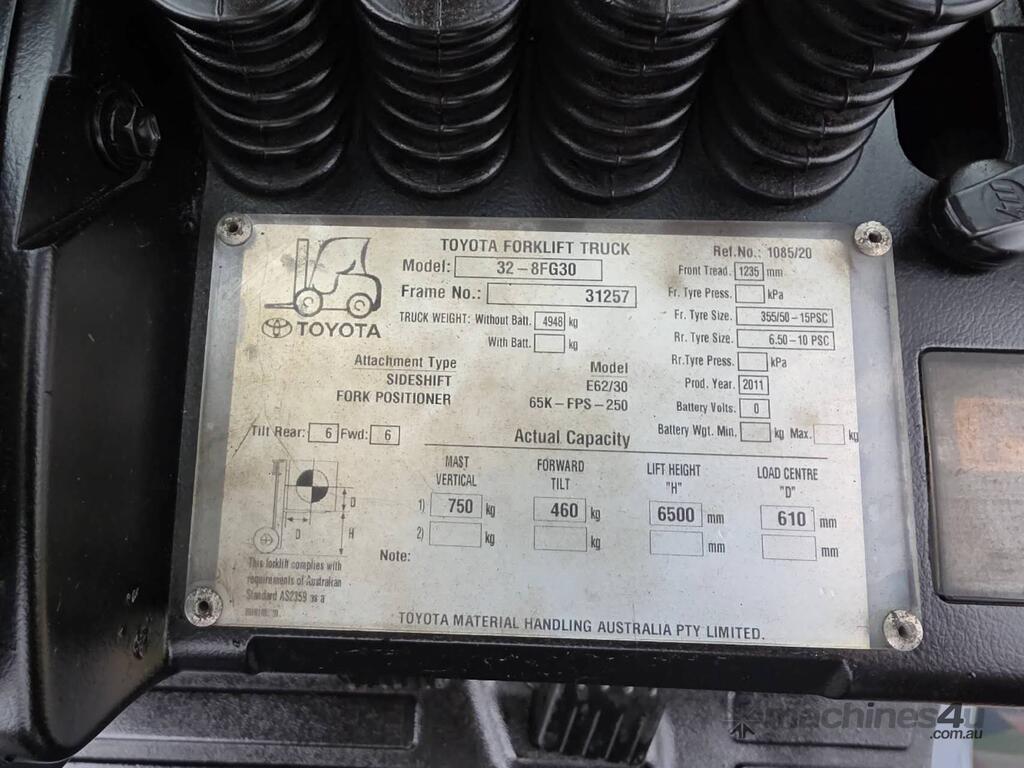 TOYOTA FORKLIFT TRUCK
Ref.No.: 1085/20
Model: 32-8FG30
Front Tread. 1235 mm
Frame No.: 31257
Fr. Tyre Press. kPa
TOYOTA
TRUCK WEIGHT: Without Batt. 4948 kg
Fr. Tyre Size. 355/50-15PSC
With Batt. kg
Rr. Tyre Size. 6.50-10 PSC
Attachment Type Model
Rr. Tyre Press. kPa
SIDESHIFT E62/30
Prod. Year. 2011
FORK POSITIONER 65K-FPS-250
Battery Volts. 0
Tilt Rear: 6 Fwd: 6
Actual Capacity
Battery Wgt. Min. kg Max. kg
MAST VERTICAL
FORWARD TILT
LIFT HEIGHT "H"
LOAD CENTRE "D"
1) 750 kg 460 kg 6500 mm 610 mm
2) kg kg mm mm
D
D H
Note:
This forklift complies with
requirements of Australian
Standard AS2359 as a
TOYOTA MATERIAL HANDLING AUSTRALIA PTY LIMITED.
machines4u
.com.au